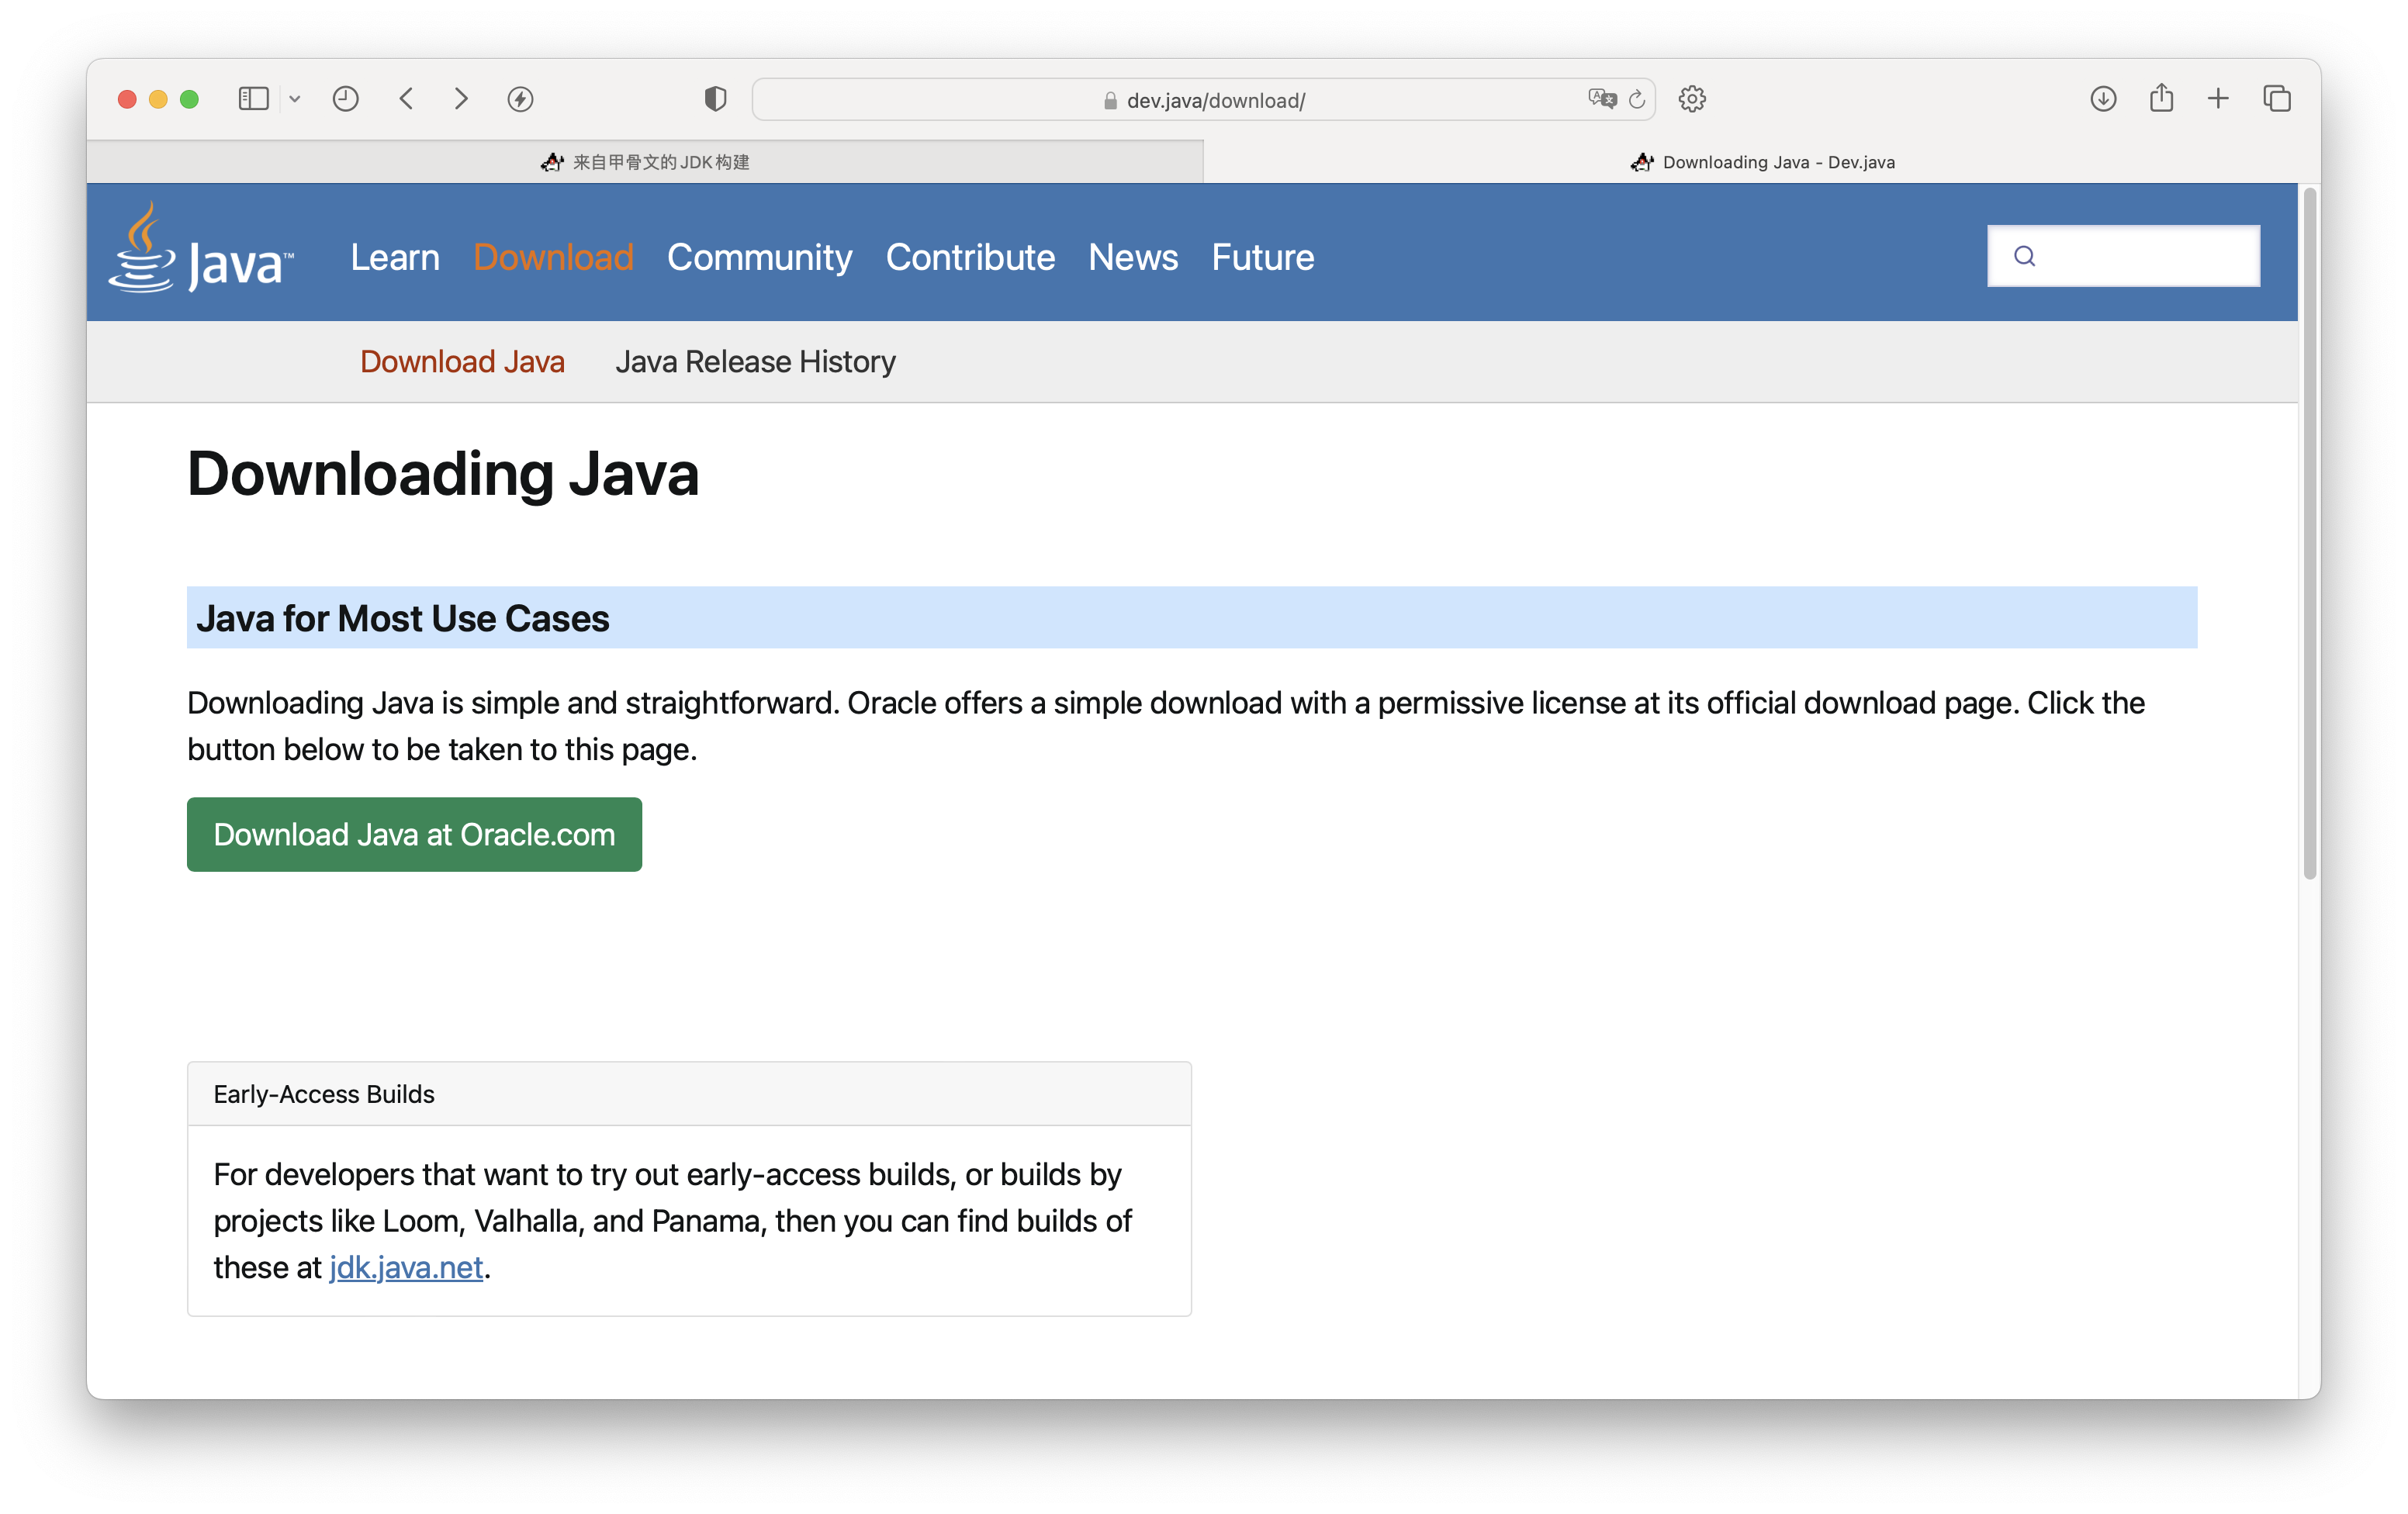 dev.java/download/
来自甲骨文的JDK构建
Downloading Java - Dev.java
Java™
Learn Download Community Contribute News Future
Download Java Java Release History
Downloading Java
Java for Most Use Cases
Downloading Java is simple and straightforward. Oracle offers a simple download with a permissive license at its official download page. Click the
button below to be taken to this page.
Download Java at Oracle.com
Early-Access Builds
For developers that want to try out early-access builds, or builds by
projects like Loom, Valhalla, and Panama, then you can find builds of
these at jdk.java.net.